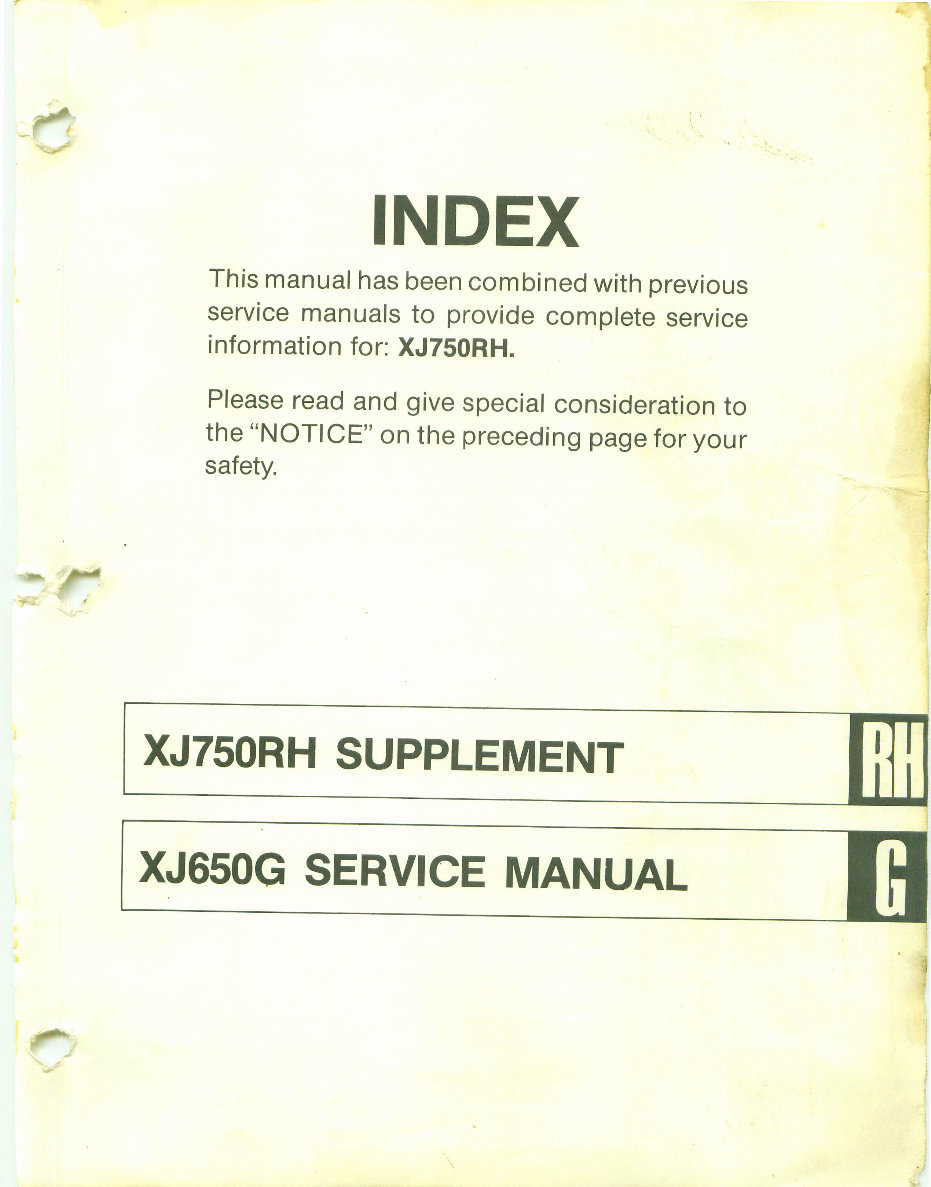 INDEX
This manual has been combined with previous
service manuals to provide complete service
information for: XJ750RH.
Please read and give special consideration to
the “NOTICE” on the preceding page for your
safety.
XJ750RH SUPPLEMENT
RH
XJ650G SERVICE MANUAL
G